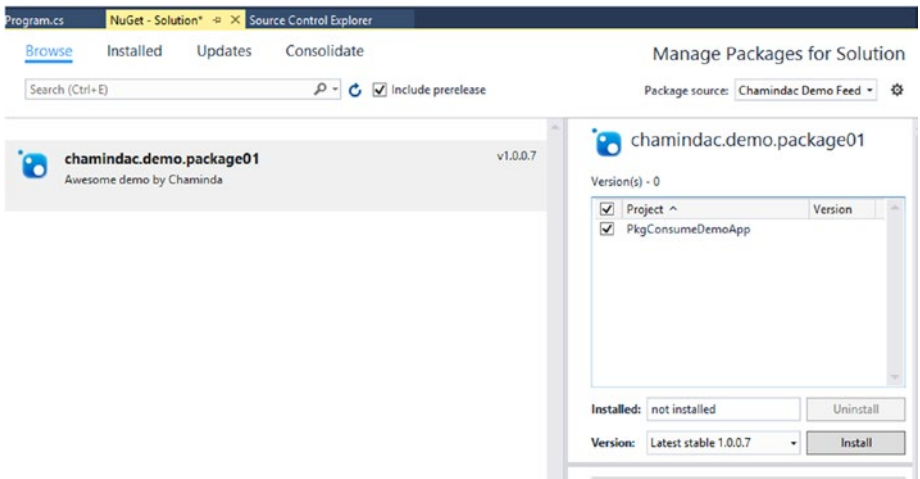 Program.cs NuGet - Solution* Source Control Explorer
Browse Installed Updates Consolidate Manage Packages for Solution
Search (Ctrl+E) Include prerelease Package source: Chamindac Demo Feed
chamindac.demo.package01 v1.0.0.7
Awesome demo by Chaminda
chamindac.demo.package01
Version(s) - 0
Project Version
PkgConsumeDemoApp
Installed: not installed Uninstall
Version: Latest stable 1.0.0.7 Install